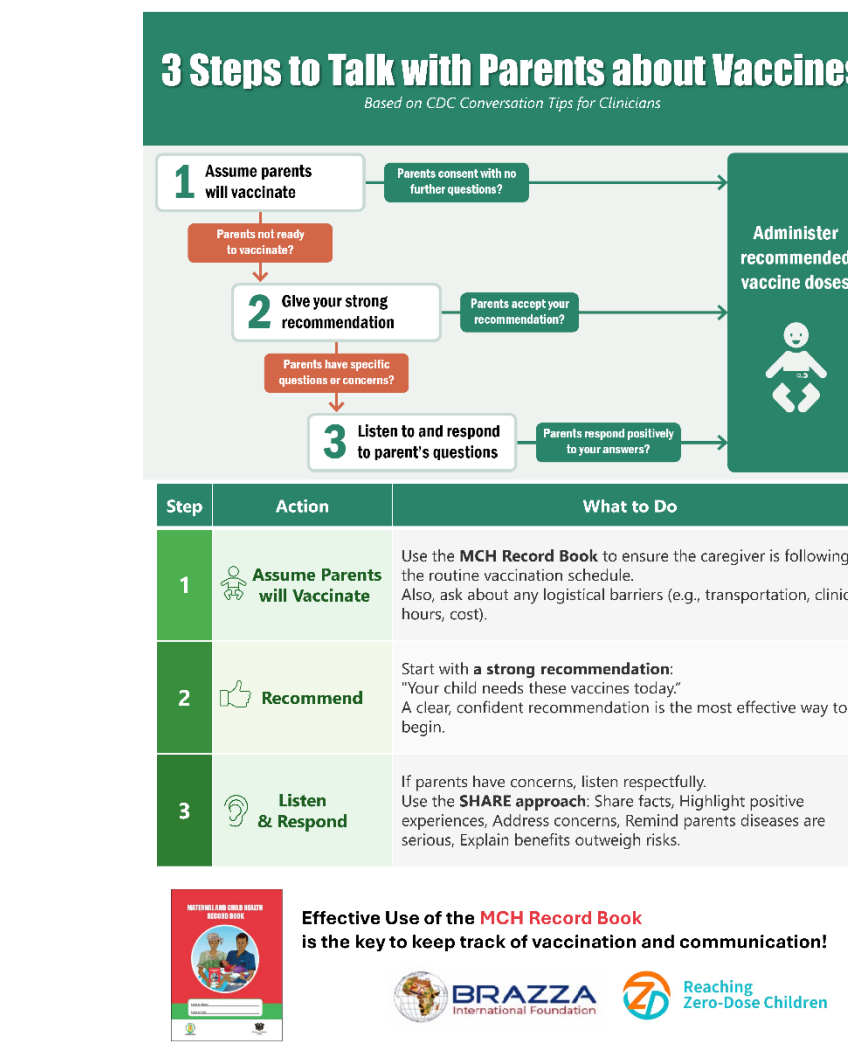 3 Steps to Talk with Parents about Vaccines
Based on CDC Conversation Tips for Clinicians
1
Assume parents
will vaccinate
Parents consent with no
further questions?
Parents not ready
to vaccinate?
Administer
recommended
vaccine doses
2
Give your strong
recommendation
Parents accept your
recommendation?
Parents have specific
questions or concerns?
3
Listen to and respond
to parent's questions
Parents respond positively
to your answers?
Step Action What to Do
1
Assume Parents
will Vaccinate
Use the MCH Record Book to ensure the caregiver is following
the routine vaccination schedule.
Also, ask about any logistical barriers (e.g., transportation, clinic
hours, cost).
2
Recommend
Start with a strong recommendation:
"Your child needs these vaccines today.“
A clear, confident recommendation is the most effective way to
begin.
3
Listen
& Respond
If parents have concerns, listen respectfully.
Use the SHARE approach: Share facts, Highlight positive
experiences, Address concerns, Remind parents diseases are
serious, Explain benefits outweigh risks.
MATERNAL AND CHILD HEALTH
RECORD BOOK
Effective Use of the MCH Record Book
is the key to keep track of vaccination and communication!
BRAZZA
International Foundation
ZD
Reaching
Zero-Dose Children